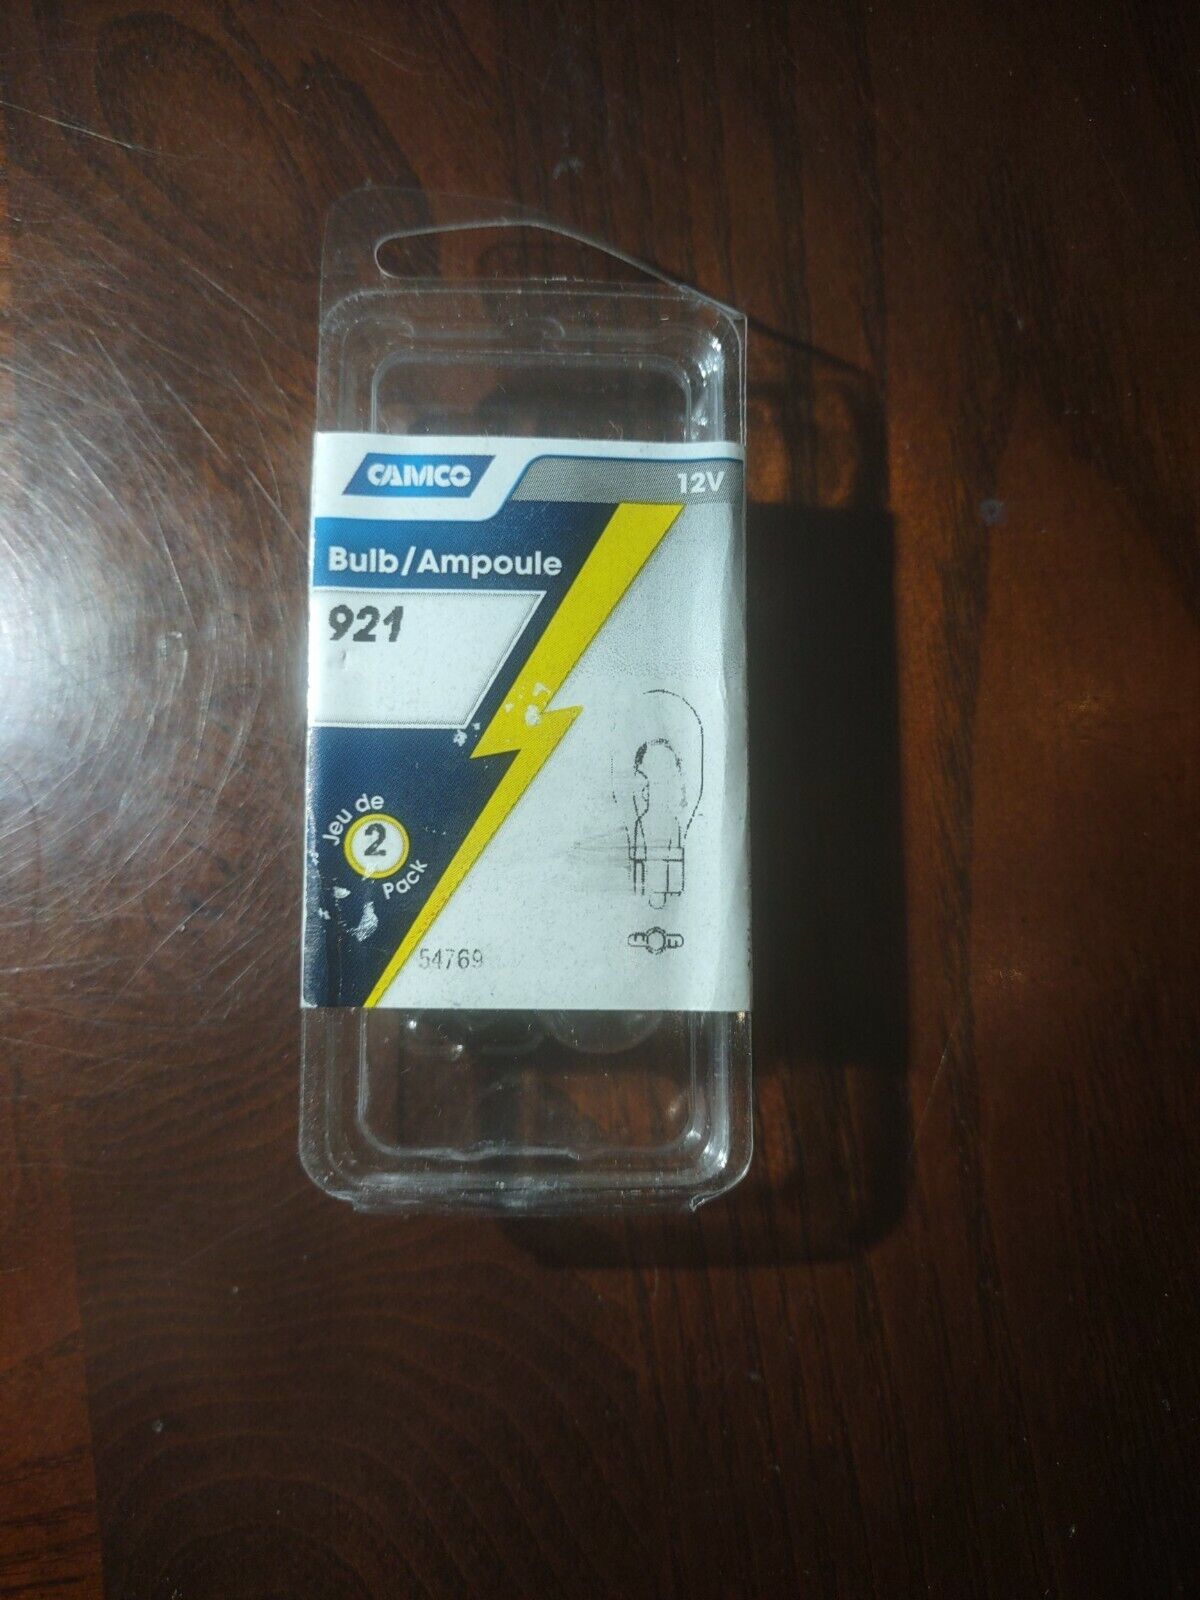 CAMCO
12V
Bulb/Ampoule
921
Jeu de
2
Pack
54769